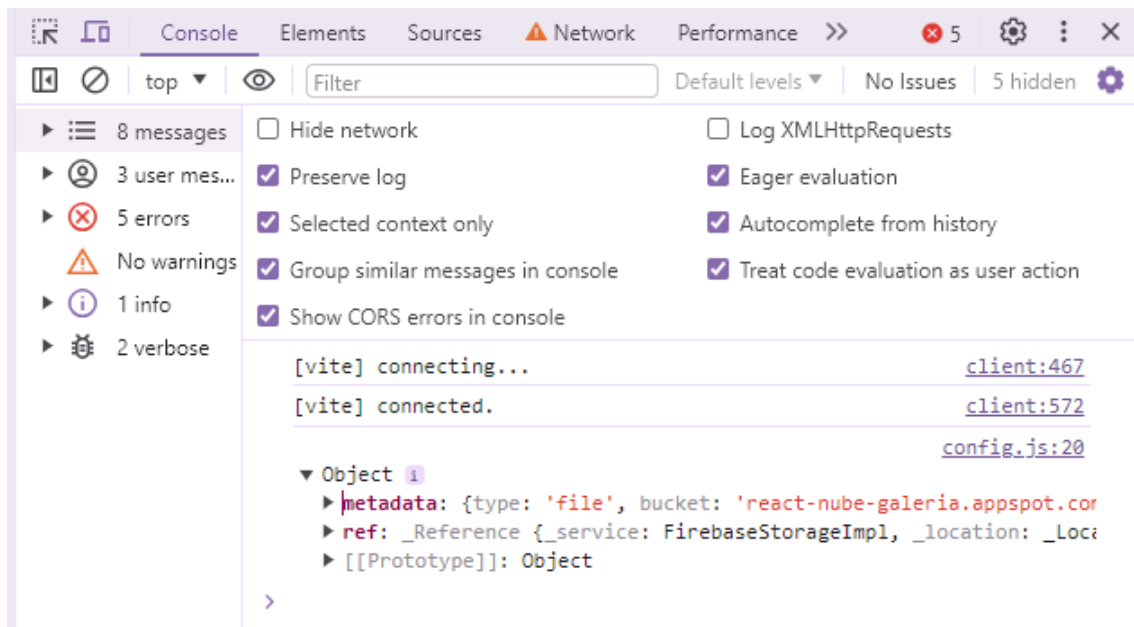 Console Elements Sources Network Performance 5
top Filter Default levels No Issues 5 hidden
8 messages
3 user mes...
5 errors
No warnings
1 info
2 verbose
Hide network Log XMLHttpRequests
Preserve log Eager evaluation
Selected context only Autocomplete from history
Group similar messages in console Treat code evaluation as user action
Show CORS errors in console
[vite] connecting... client:467
[vite] connected. client:572
config.js:20
Object i
metadata: {type: 'file', bucket: 'react-nube-galeria.appspot.com
ref: _Reference {_service: FirebaseStorageImpl, _location: _Loca
[[Prototype]]: Object